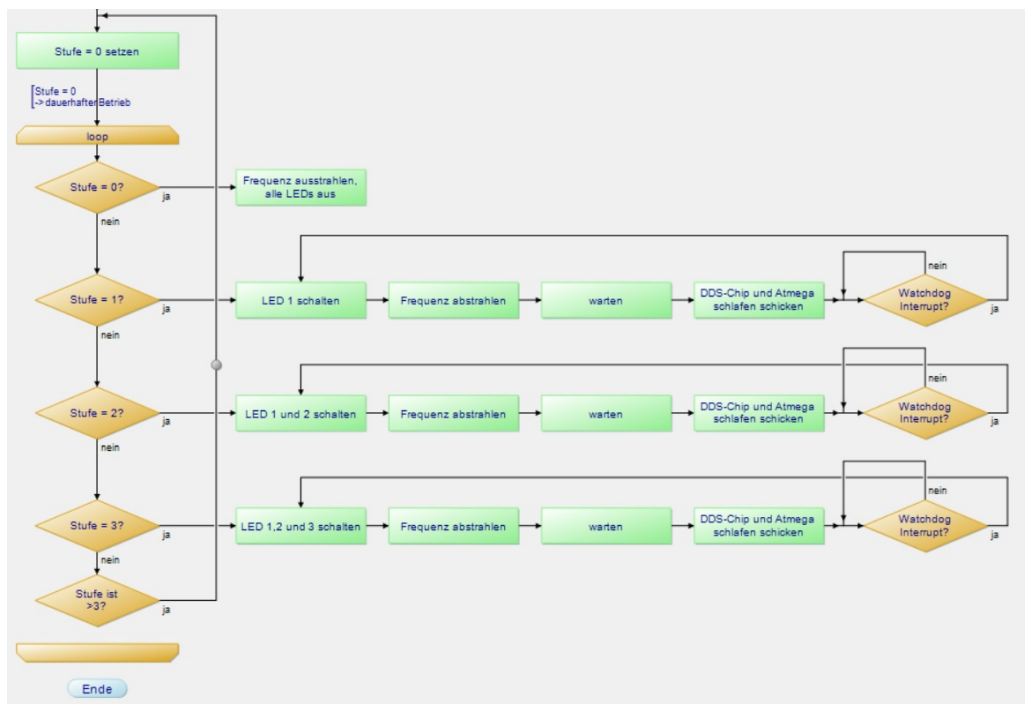 Stufe = 0 setzen
Stufe = 0
-> dauerhafter Betrieb
loop
Stufe = 0?
ja
nein
Frequenz ausstrahlen,
alle LEDs aus
Stufe = 1?
ja
nein
LED 1 schalten
Frequenz abstrahlen
warten
DDS-Chip und Atmega
schlafen schicken
Watchdog
Interrupt?
nein
ja
Stufe = 2?
ja
nein
LED 1 und 2 schalten
Frequenz abstrahlen
warten
DDS-Chip und Atmega
schlafen schicken
Watchdog
Interrupt?
nein
ja
Stufe = 3?
ja
nein
LED 1,2 und 3 schalten
Frequenz abstrahlen
warten
DDS-Chip und Atmega
schlafen schicken
Watchdog
Interrupt?
nein
ja
Stufe ist
>3?
ja
Ende